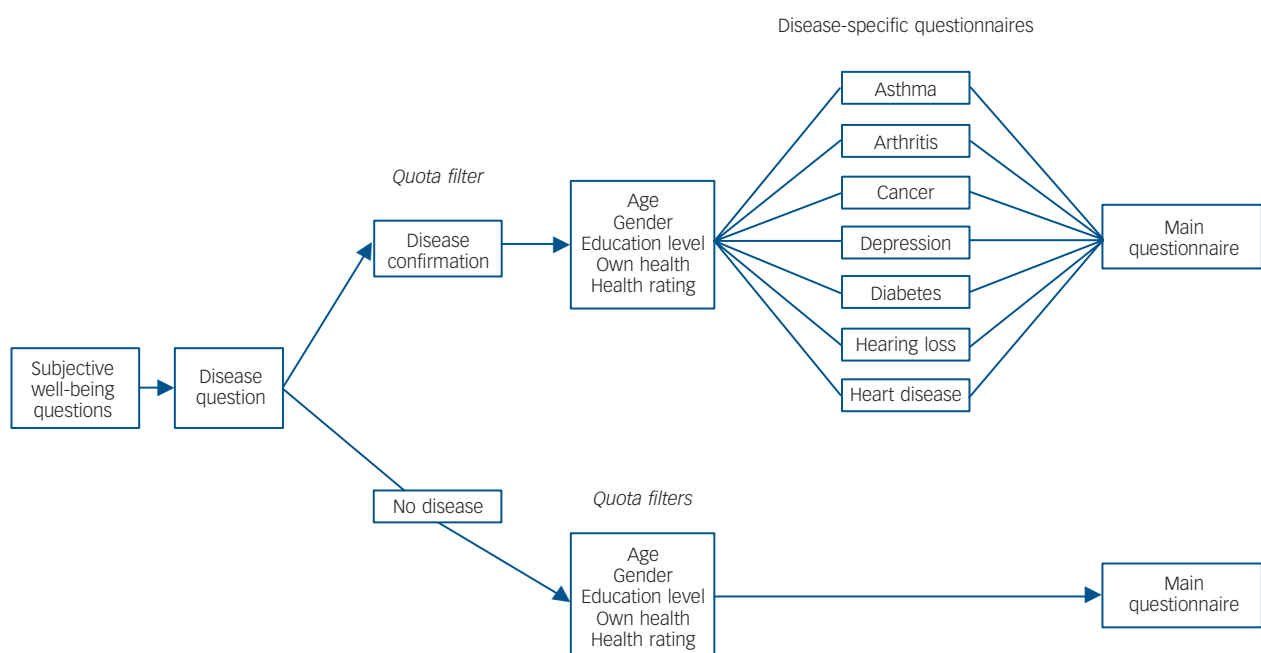 Disease-specific questionnaires
Asthma
Arthritis
Quota filter
Cancer
Age
Gender
Education level
Own health
Health rating
Disease
confirmation
Depression
Main
questionnaire
Diabetes
Hearing loss
Heart disease
Subjective
well-being
questions
Disease
question
No disease
Quota filters
Age
Gender
Education level
Own health
Health rating
Main
questionnaire